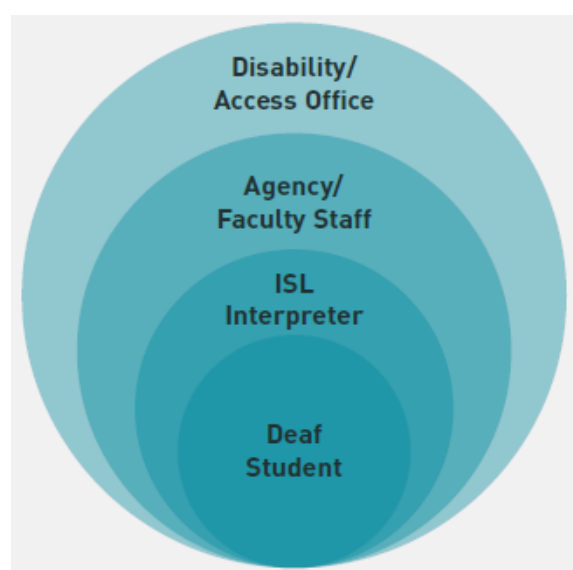 Disability/
Access Office
Agency/
Faculty Staff
ISL
Interpreter
Deaf
Student